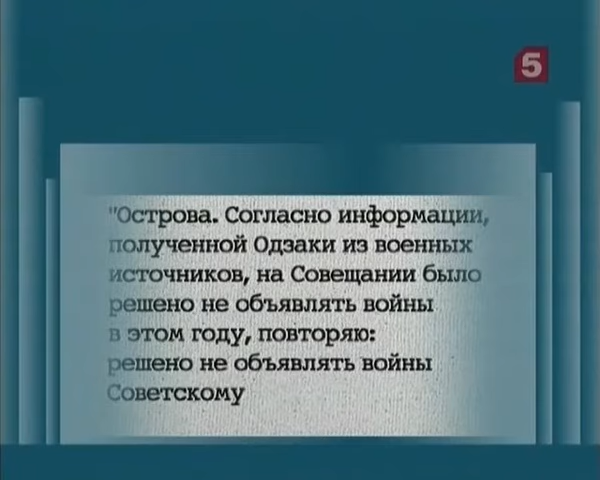 5
"Острова. Согласно информации,
полученной Одзаки из военных
источников, на Совещании было
решено не объявлять войны
в этом году, повторяю:
решено не объявлять войны
Советскому